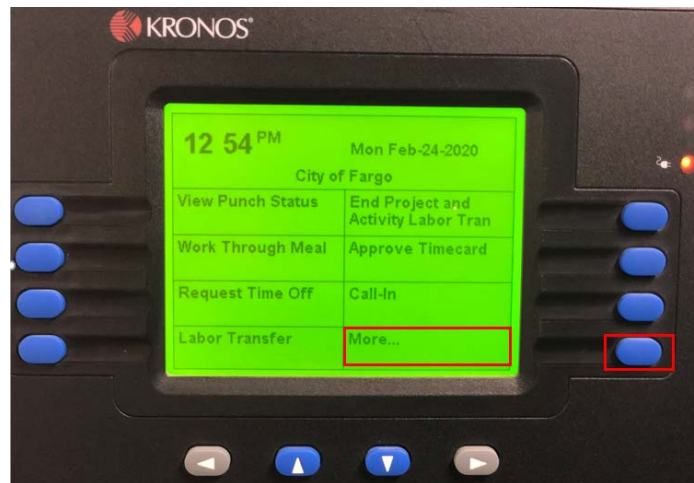 KRONOS®
12 54 PM
Mon Feb-24-2020
City of Fargo
View Punch Status
End Project and
Activity Labor Tran
Work Through Meal
Approve Timecard
Request Time Off
Call-In
Labor Transfer
More...